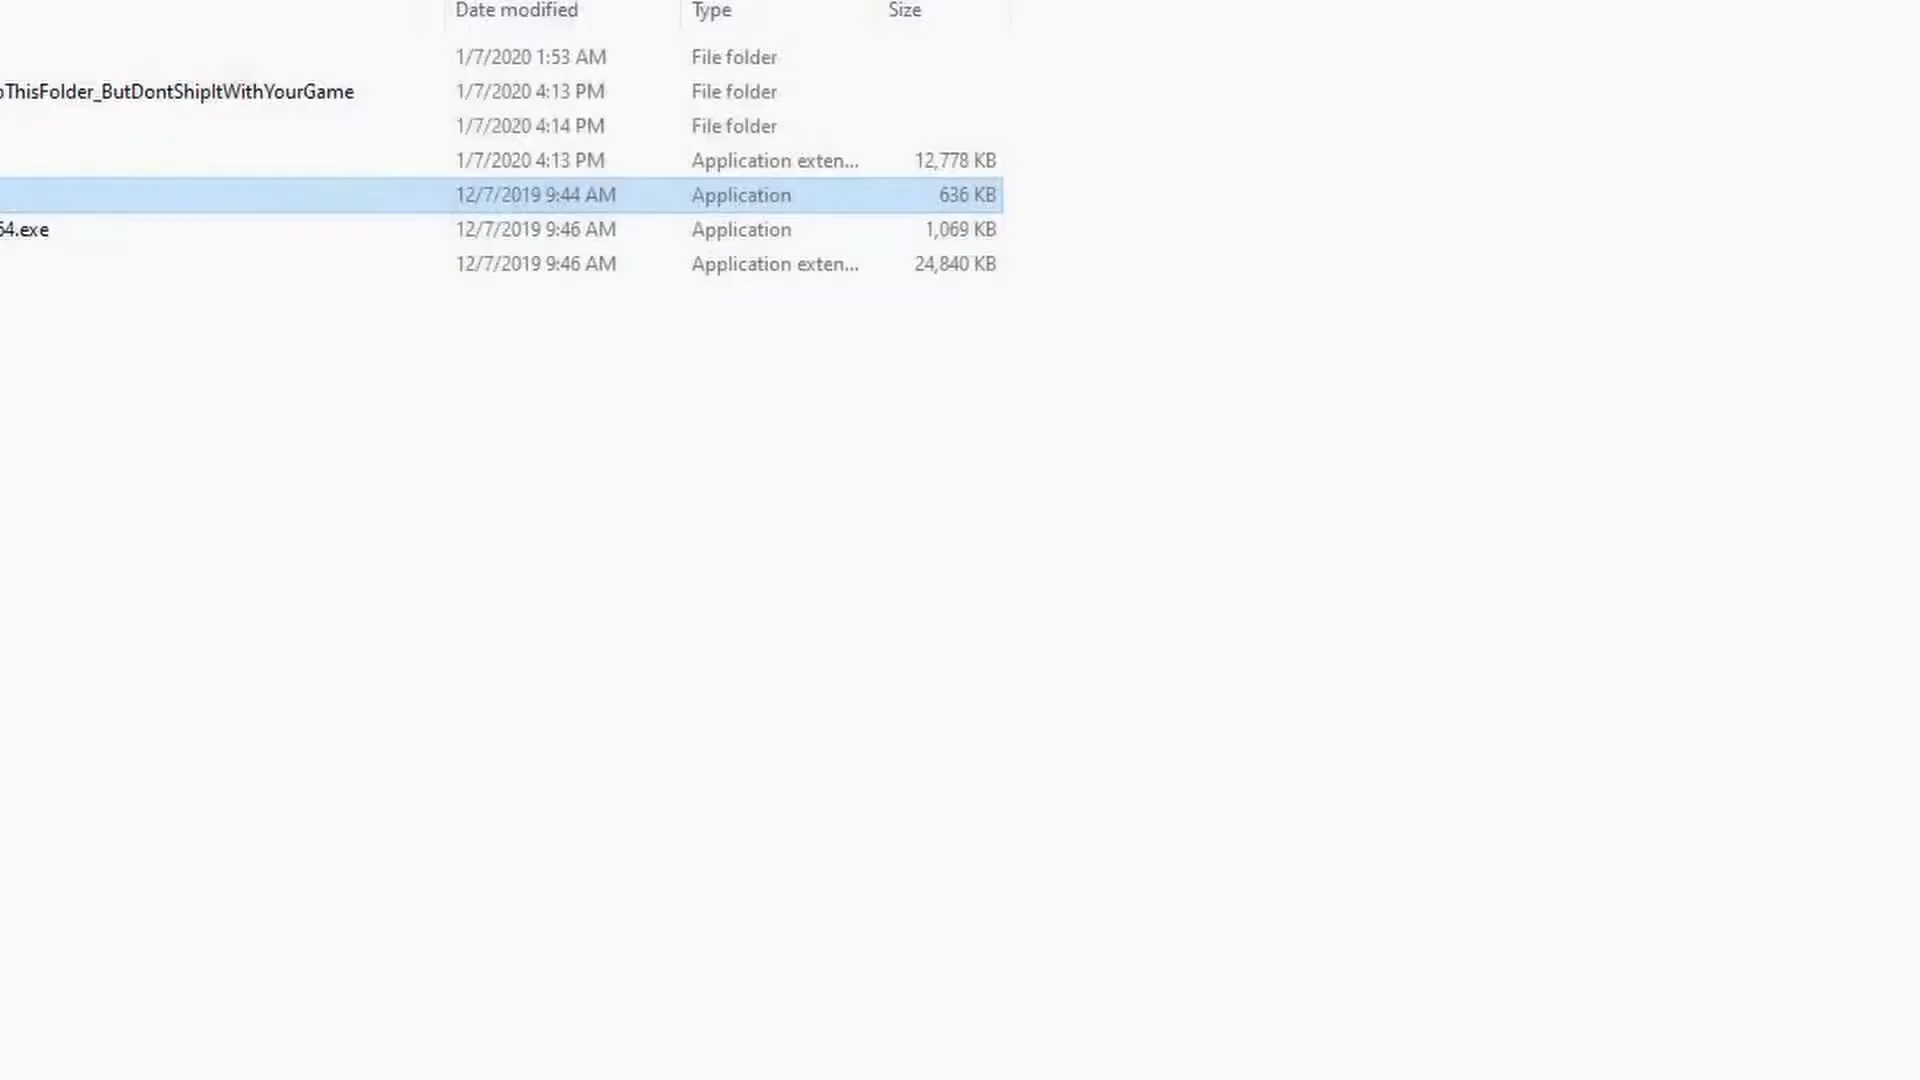 Date modified Type Size
1/7/2020 1:53 AM File folder
oThisFolder_ButDontShipItWithYourGame 1/7/2020 4:13 PM File folder
1/7/2020 4:14 PM File folder
1/7/2020 4:13 PM Application exten... 12,778 KB
12/7/2019 9:44 AM Application 636 KB
64.exe 12/7/2019 9:46 AM Application 1,069 KB
12/7/2019 9:46 AM Application exten... 24,840 KB